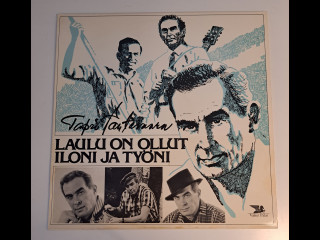 Tapio Rautavaara
LAULU ON OLLUT
ILONI JA TYÖNI